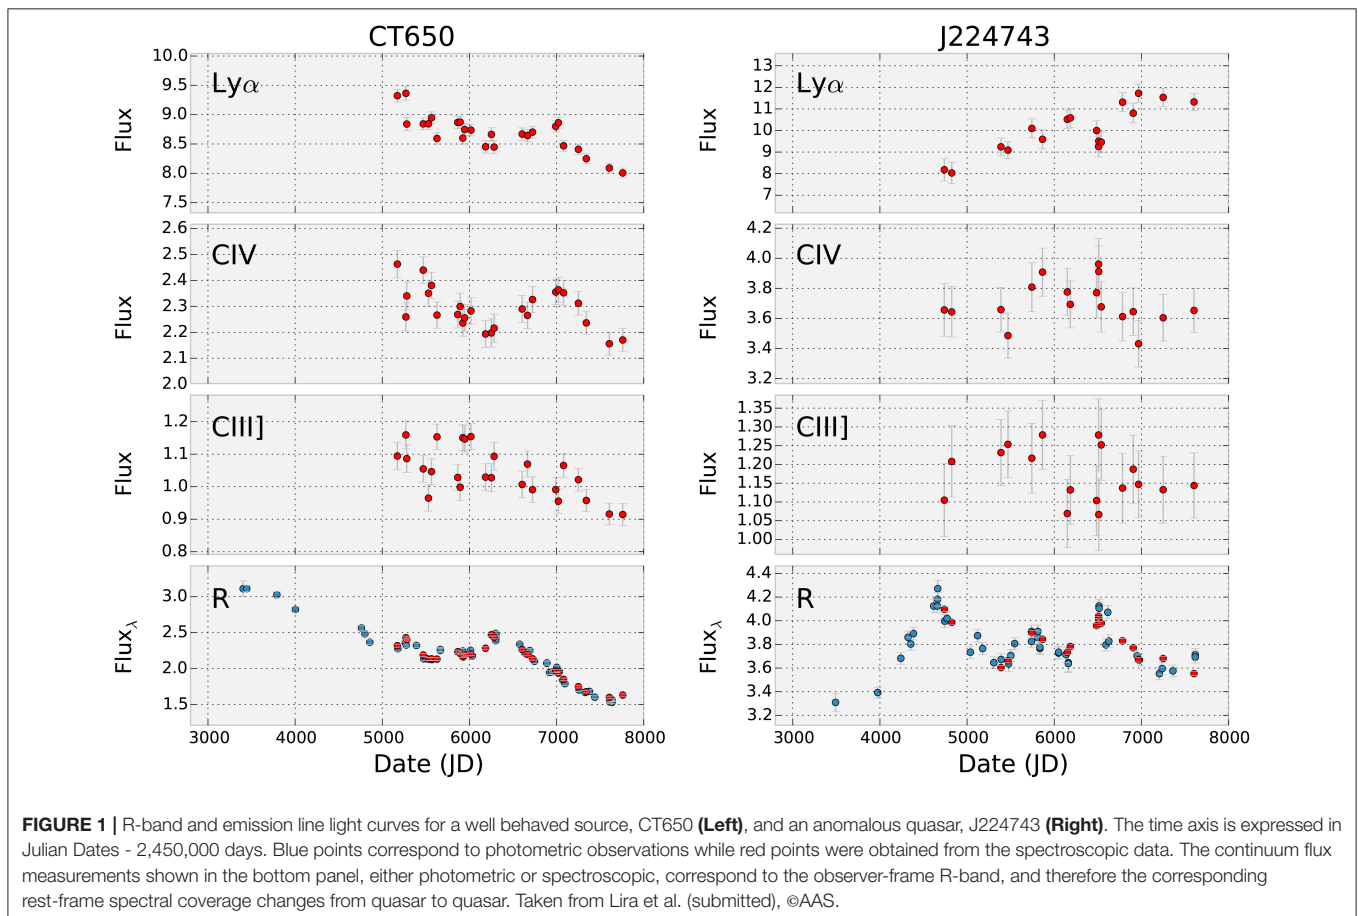 CT650
J224743
10.0
9.5
9.0
8.5
8.0
7.5
Flux
Lyα
13
12
11
10
9
8
7
Flux
Lyα
2.6
2.5
2.4
2.3
2.2
2.1
2.0
Flux
CIV
4.2
4.0
3.8
3.6
3.4
3.2
Flux
CIV
1.2
1.1
1.0
0.9
0.8
Flux
CIII]
1.35
1.30
1.25
1.20
1.15
1.10
1.05
1.00
Flux
CIII]
3.0
2.5
2.0
1.5
Fluxλ
R
3000 4000 5000 6000 7000 8000
Date (JD)
4.4
4.2
4.0
3.8
3.6
3.4
3.2
Fluxλ
R
3000 4000 5000 6000 7000 8000
Date (JD)
FIGURE 1 | R-band and emission line light curves for a well behaved source, CT650 (Left), and an anomalous quasar, J224743 (Right). The time axis is expressed in
Julian Dates - 2,450,000 days. Blue points correspond to photometric observations while red points were obtained from the spectroscopic data. The continuum flux
measurements shown in the bottom panel, either photometric or spectroscopic, correspond to the observer-frame R-band, and therefore the corresponding
rest-frame spectral coverage changes from quasar to quasar. Taken from Lira et al. (submitted), ©AAS.